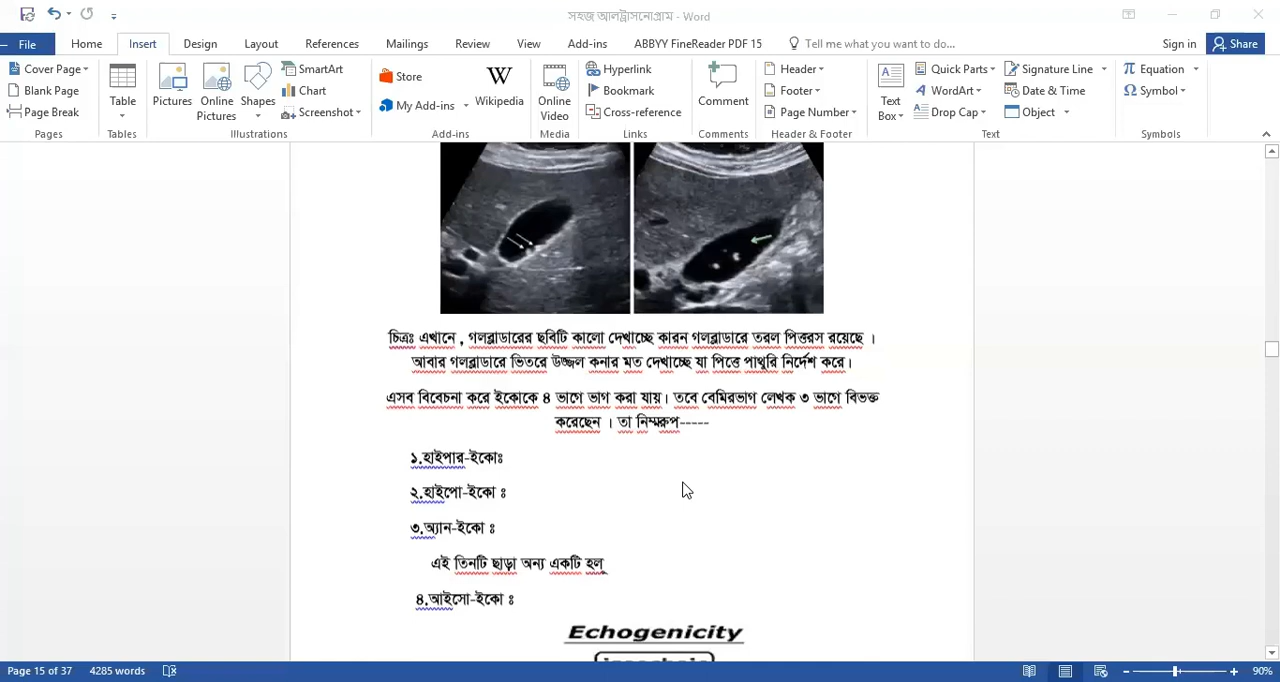 সহজ আলট্রাসনোগ্রাম - Word
File Home Insert Design Layout References Mailings Review View Add-ins ABBYY FineReader PDF 15 Tell me what you want to do... Sign in Share
Cover Page
Blank Page
Page Break
Pages
Table
Tables
Pictures
Online Pictures
Shapes
SmartArt
Chart
Screenshot
Illustrations
Store
My Add-ins
Wikipedia
Add-ins
Online Video
Media
Hyperlink
Bookmark
Cross-reference
Links
Comment
Comments
Header
Footer
Page Number
Header & Footer
Text Box
Quick Parts
WordArt
Drop Cap
Signature Line
Date & Time
Object
Text
Equation
Symbol
Symbols
চিত্রঃ এখানে , গলব্লাডারের ছবিটি কালো দেখাচ্ছে কারন গলব্লাডারে তরল পিত্তরস রয়েছে ।
আবার গলব্লাডারে ভিতরে উজ্জল কনার মত দেখাচ্ছে যা পিত্তে পাথুরি নির্দেশ করে।
এসব বিবেচনা করে ইকোকে ৪ ভাগে ভাগ করা যায়। তবে বেমিরভাগ লেখক ৩ ভাগে বিভক্ত
করেছেন । তা নিম্মরুপ-----
১.হাইপার-ইকোঃ
২.হাইপো-ইকো ঃ
৩.অ্যান-ইকো ঃ
এই তিনটি ছাড়া অন্য একটি হল্
৪.আইসো-ইকো ঃ
Echogenicity
Page 15 of 37 4285 words 90%